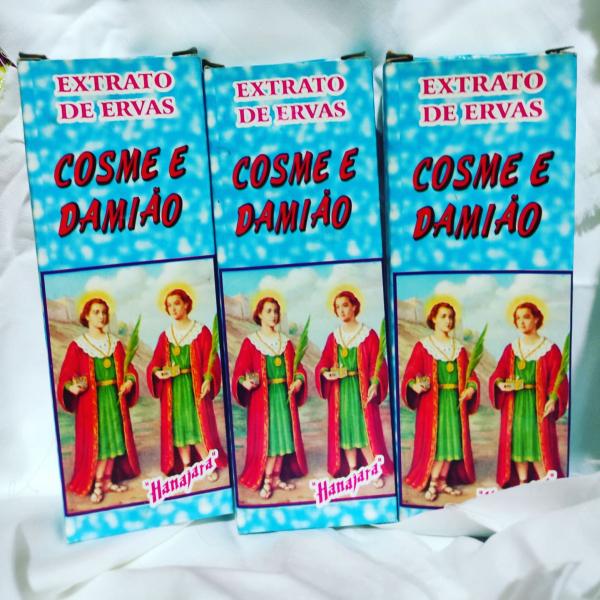 EXTRATO
DE ERVAS
COSME E
DAMIÃO
"Hanajara"
EXTRATO
DE ERVAS
COSME E
DAMIÃO
"Hanajara"
EXTRATO
DE ERVAS
COSME E
DAMIÃO